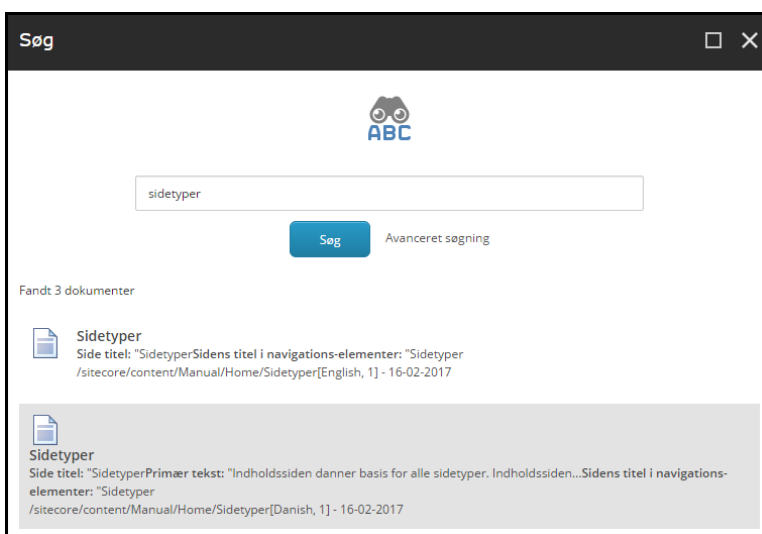 Søg
ABC
sidetyper
Søg Avanceret søgning
Fandt 3 dokumenter
Sidetyper
Side titel: "SidetyperSidens titel i navigations-elementer: "Sidetyper
/sitecore/content/Manual/Home/Sidetyper[English, 1] - 16-02-2017
Sidetyper
Side titel: "SidetyperPrimær tekst: "Indholdssiden danner basis for alle sidetyper. Indholdssiden...Sidens titel i navigations-
elementer: "Sidetyper
/sitecore/content/Manual/Home/Sidetyper[Danish, 1] - 16-02-2017